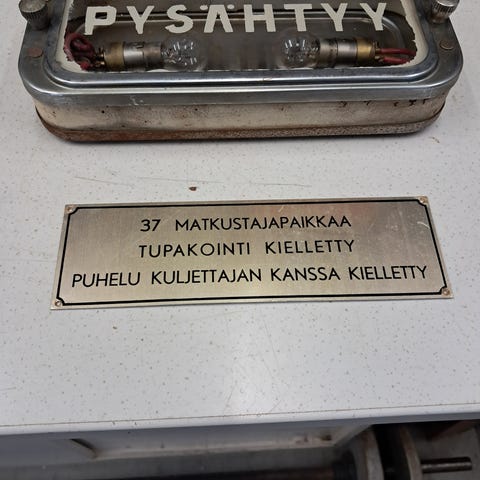 PYSÄHTYY
37 MATKUSTAJAPAIKKAA
TUPAKOINTI KIELLETTY
PUHELU KULJETTAJAN KANSSA KIELLETTY